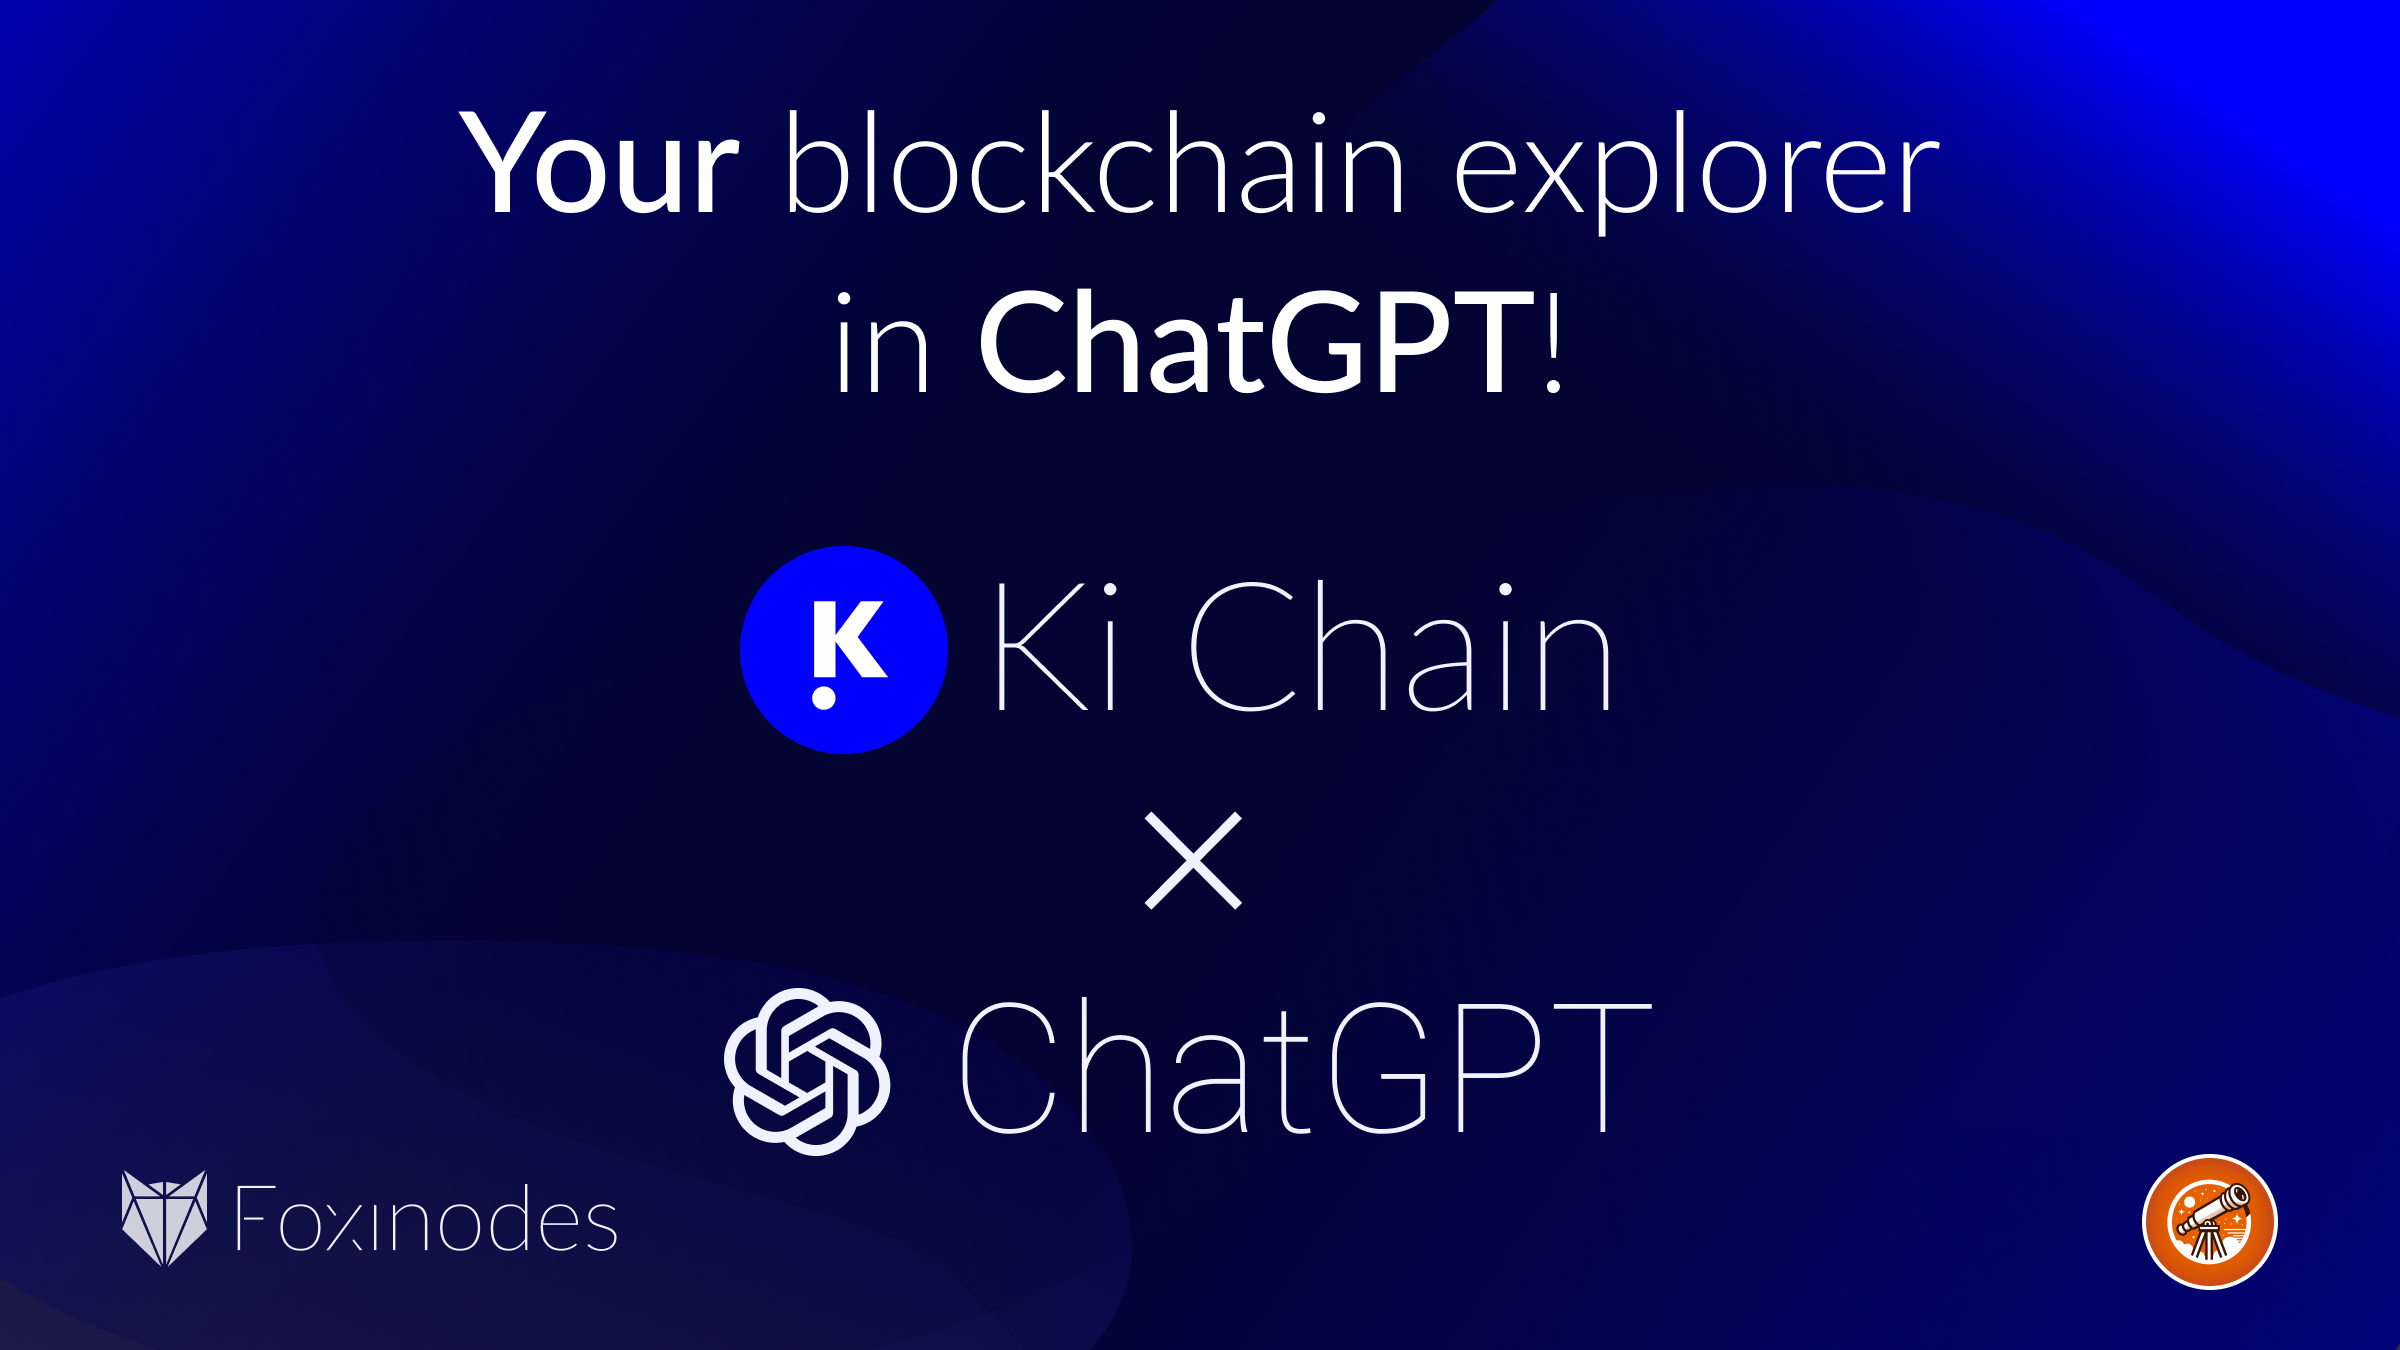 Your blockchain explorer
in ChatGPT!
K
Ki Chain
×
ChatGPT
Foxinodes